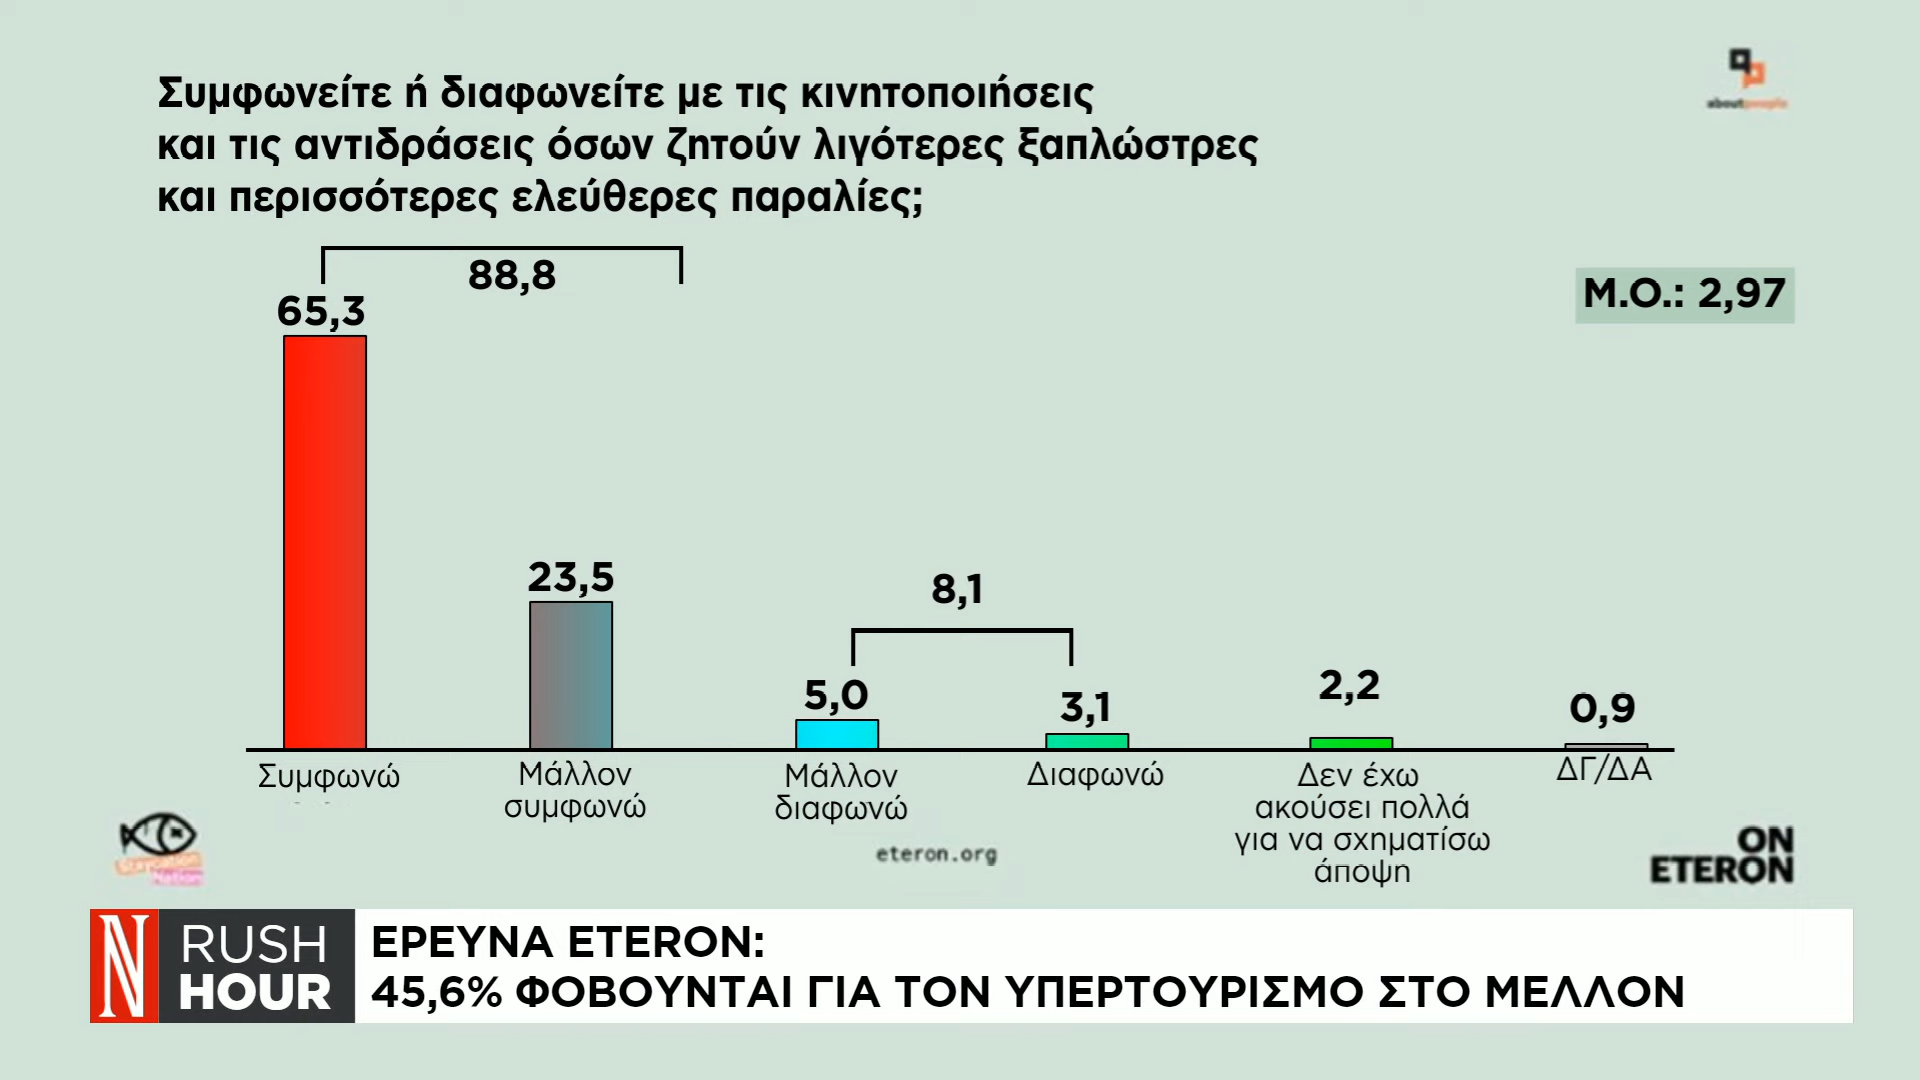 Συμφωνείτε ή διαφωνείτε με τις κινητοποιήσεις
και τις αντιδράσεις όσων ζητούν λιγότερες ξαπλώστρες
και περισσότερες ελεύθερες παραλίες;
aboutpeople
88,8
65,3
Μ.Ο.: 2,97
23,5
8,1
5,0
3,1
2,2
0,9
Συμφωνώ
Μάλλον
συμφωνώ
Μάλλον
διαφωνώ
Διαφωνώ
Δεν έχω
ακούσει πολλά
για να σχηματίσω
άποψη
ΔΓ/ΔΑ
Staycation
Nation
eteron.org
ON
ETERON
N
RUSH
HOUR
ΕΡΕΥΝΑ ETERON:
45,6% ΦΟΒΟΥΝΤΑΙ ΓΙΑ ΤΟΝ ΥΠΕΡΤΟΥΡΙΣΜΟ ΣΤΟ ΜΕΛΛΟΝ